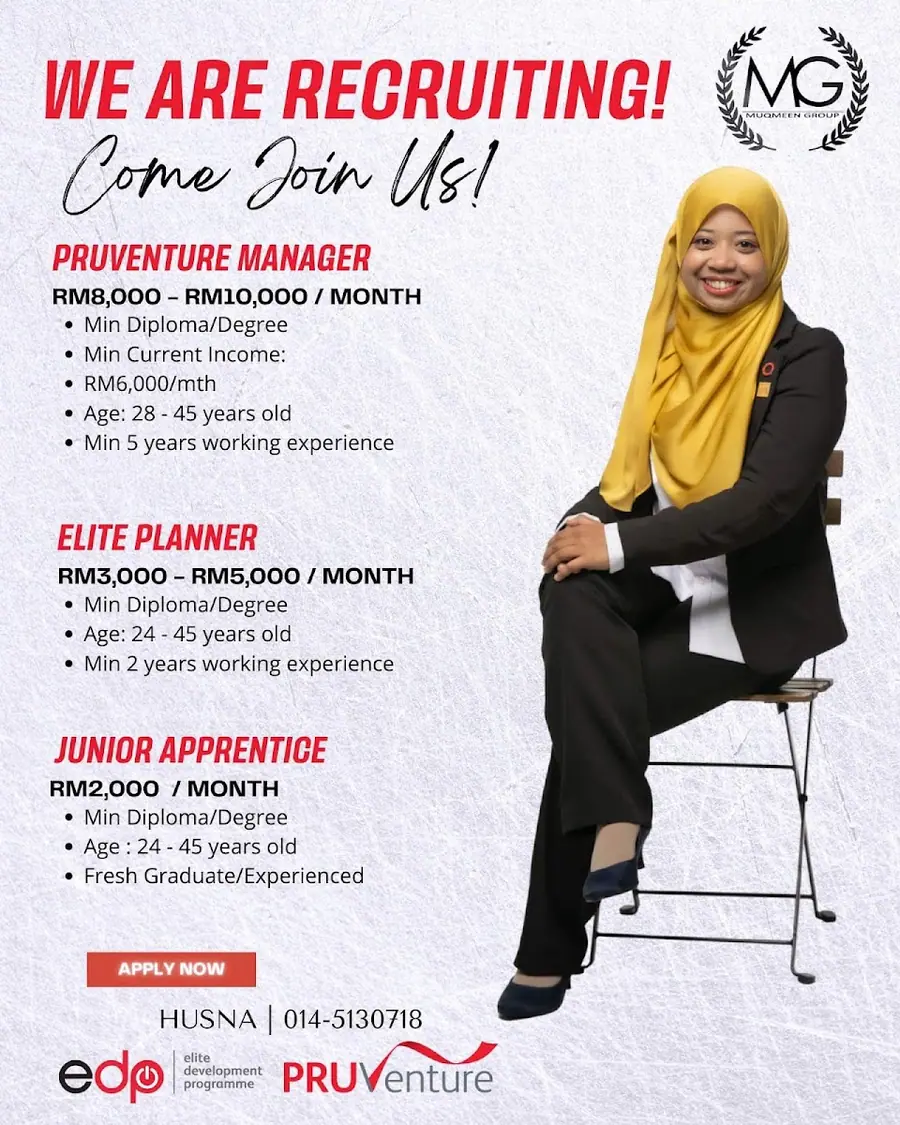 WE ARE RECRUITING!
MG
MUQMEEN GROUP
Come Join Us!
PRUVENTURE MANAGER
RM8,000 – RM10,000 / MONTH
• Min Diploma/Degree
• Min Current Income:
• RM6,000/mth
• Age: 28 - 45 years old
• Min 5 years working experience
ELITE PLANNER
RM3,000 – RM5,000 / MONTH
• Min Diploma/Degree
• Age: 24 - 45 years old
• Min 2 years working experience
JUNIOR APPRENTICE
RM2,000 / MONTH
• Min Diploma/Degree
• Age : 24 - 45 years old
• Fresh Graduate/Experienced
APPLY NOW
HUSNA | 014-5130718
edp
elite
development
programme
PRUVenture